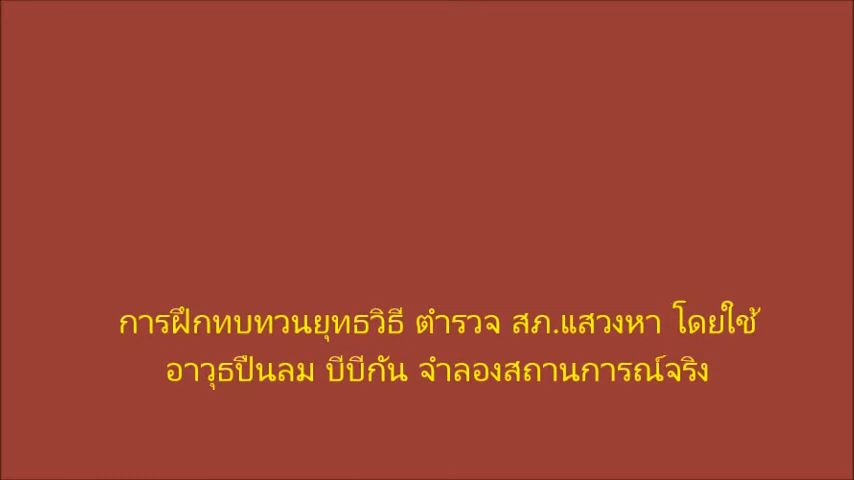 การฝึกทบทวนยุทธวิธี ตำรวจ สภ.แสวงหา โดยใช้
อาวุธปืนลม บีบีกัน จำลองสถานการณ์จริง